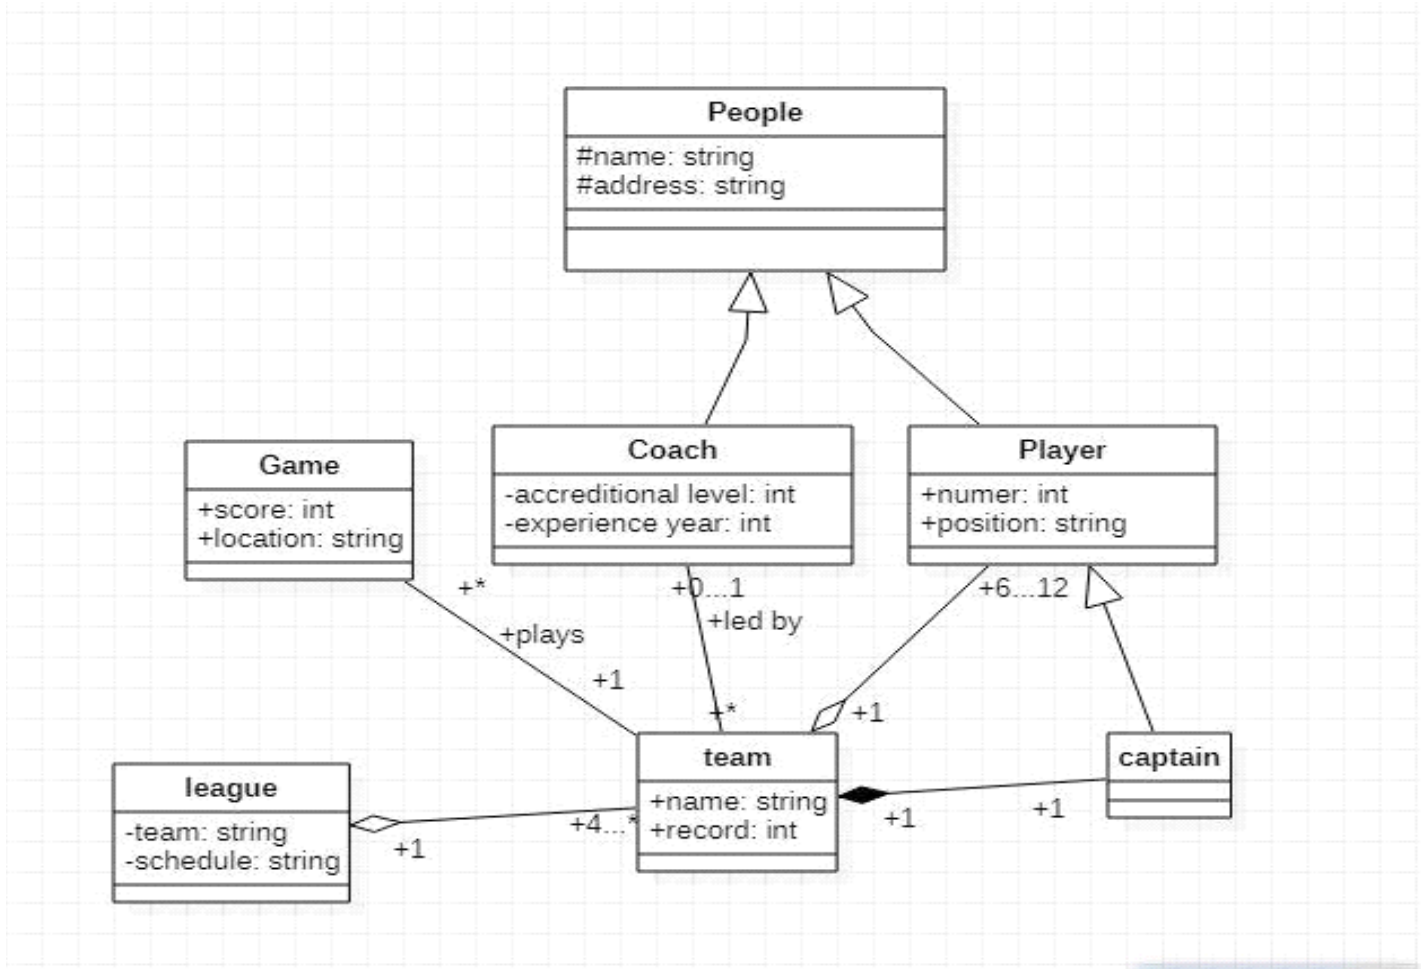 People
#name: string
#address: string
Game
+score: int
+location: string
Coach
-accreditional level: int
-experience year: int
Player
+numer: int
+position: string
+*
+plays
+1
+0...1
+led by
+*
+6...12
+1
league
-team: string
-schedule: string
+1
+4...*
team
+name: string
+record: int
+1
+1
captain